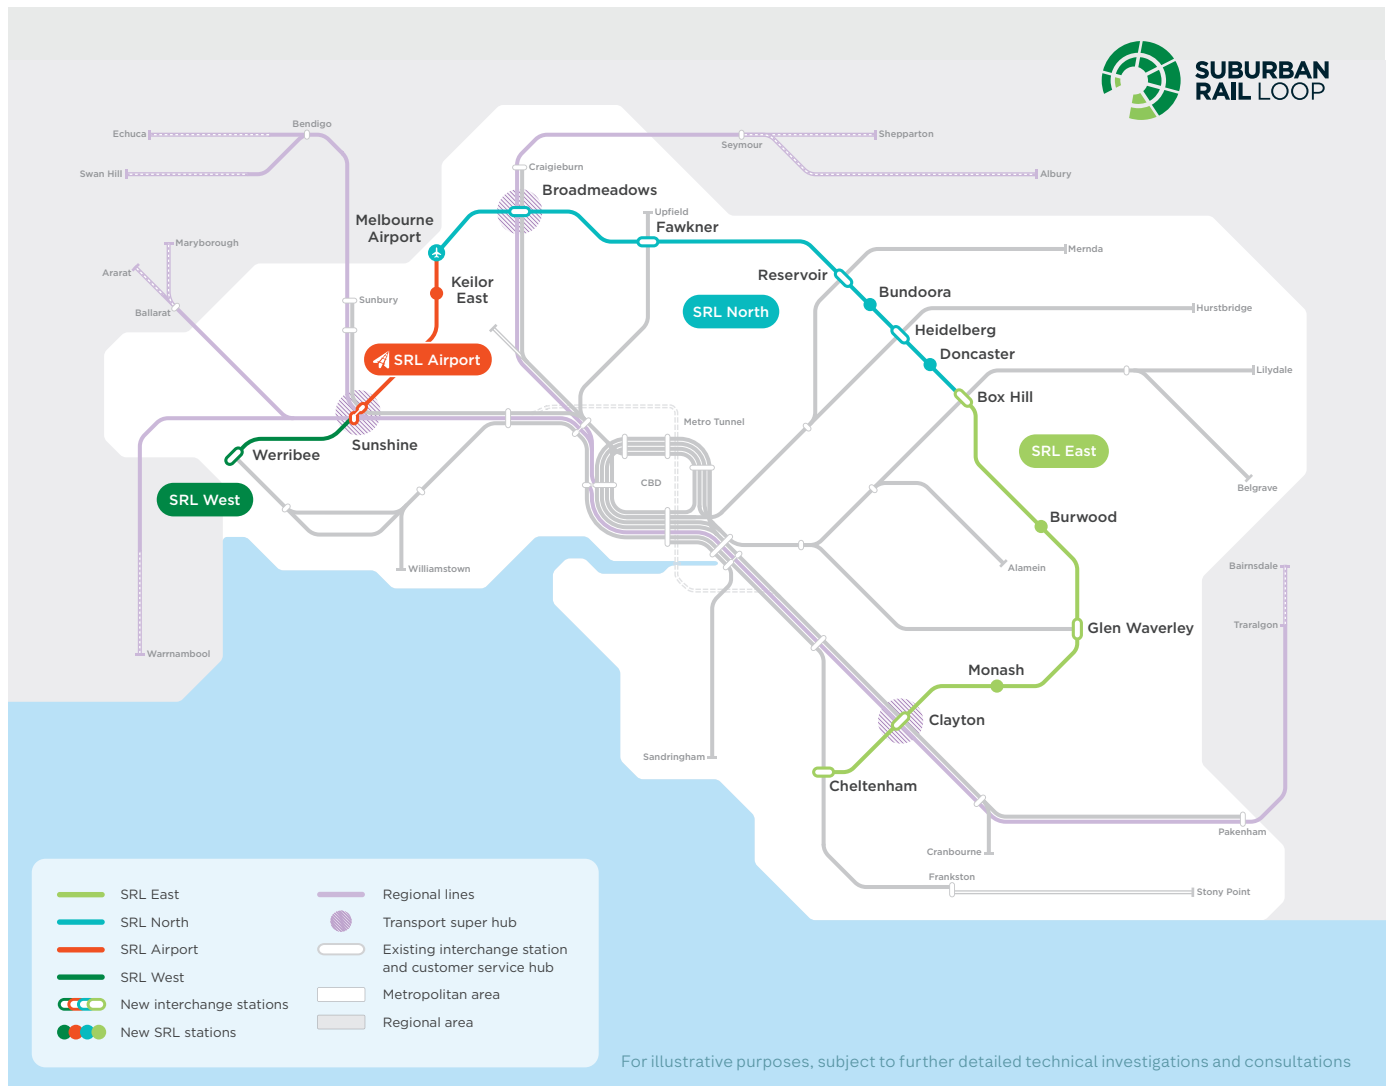 SUBURBAN
RAIL LOOP
Echuca
Bendigo
Swan Hill
Craigieburn
Seymour
Shepparton
Albury
Broadmeadows
Melbourne
Airport
Upfield
Fawkner
Maryborough
Ararat
Ballarat
Sunbury
Keilor
East
Reservoir
Mernda
Bundoora
SRL North
Heidelberg
Hurstbridge
Doncaster
SRL Airport
Lilydale
Box Hill
Metro Tunnel
Sunshine
Werribee
SRL East
CBD
Belgrave
SRL West
Burwood
Williamstown
Alamein
Bairnsdale
Traralgon
Glen Waverley
Warrnambool
Monash
Clayton
Sandringham
Cheltenham
Pakenham
Cranbourne
Frankston
Stony Point
SRL East
SRL North
SRL Airport
SRL West
New interchange stations
New SRL stations
Regional lines
Transport super hub
Existing interchange station
and customer service hub
Metropolitan area
Regional area
For illustrative purposes, subject to further detailed technical investigations and consultations